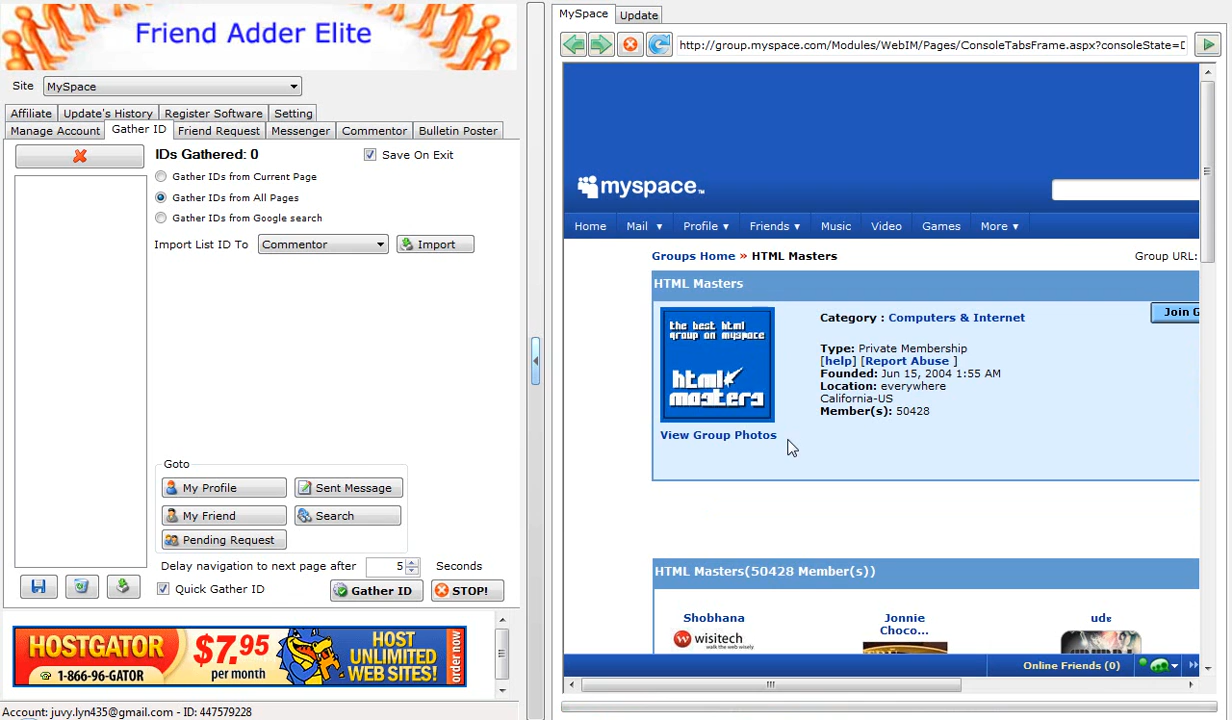 Friend Adder Elite
Site MySpace
Affiliate Update's History Register Software Setting
Manage Account Gather ID Friend Request Messenger Commentor Bulletin Poster
IDs Gathered: 0 Save On Exit
Gather IDs from Current Page
Gather IDs from All Pages
Gather IDs from Google search
Import List ID To Commentor Import
Goto
My Profile Sent Message
My Friend Search
Pending Request
Delay navigation to next page after 5 Seconds
Quick Gather ID Gather ID STOP!
HOSTGATOR
1-866-96-GATOR
$7.95
per month
HOST
UNLIMITED
WEB SITES!
order now
Account: juvy.lyn435@gmail.com - ID: 447579228
MySpace Update
http://group.myspace.com/Modules/WebIM/Pages/ConsoleTabsFrame.aspx?consoleState=D
myspace
Home Mail Profile Friends Music Video Games More
Groups Home » HTML Masters Group URL:
HTML Masters
the best html
group on myspace
html
masters
View Group Photos
Category : Computers & Internet
Join G
Type: Private Membership
[help] [Report Abuse ]
Founded: Jun 15, 2004 1:55 AM
Location: everywhere
California-US
Member(s): 50428
HTML Masters(50428 Member(s))
Shobhana Jonnie Choco... udɛ
wisitech
walk the web wisely
Online Friends (0)